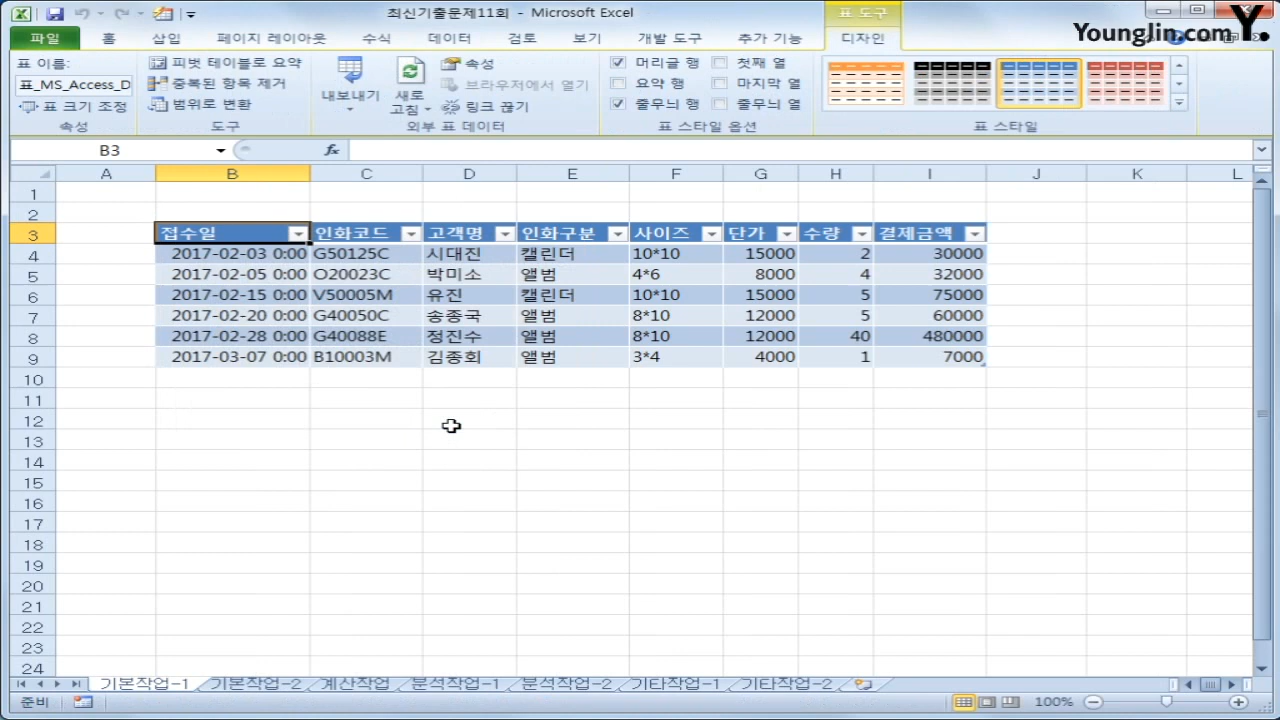 최신기출문제11회 - Microsoft Excel
표 도구
Younglin.com Y.
파일 홈 삽입 페이지 레이아웃 수식 데이터 검토 보기 개발 도구 추가 기능 디자인
표 이름:
표_MS_Access_D
표 크기 조정
속성
피벗 테이블로 요약
중복된 항목 제거
범위로 변환
도구
내보내기
새로 고침
속성
브라우저에서 열기
링크 끊기
외부 표 데이터
머리글 행 첫째 열
요약 행 마지막 열
줄무늬 행 줄무늬 열
표 스타일 옵션
표 스타일
B3 fx
A B C D E F G H I J K L
1
2
3 접수일 인화코드 고객명 인화구분 사이즈 단가 수량 결제금액
4 2017-02-03 0:00 G50125C 시대진 캘린더 10*10 15000 2 30000
5 2017-02-05 0:00 O20023C 박미소 앨범 4*6 8000 4 32000
6 2017-02-15 0:00 V50005M 유진 캘린더 10*10 15000 5 75000
7 2017-02-20 0:00 G40050C 송종국 앨범 8*10 12000 5 60000
8 2017-02-28 0:00 G40088E 정진수 앨범 8*10 12000 40 480000
9 2017-03-07 0:00 B10003M 김종회 앨범 3*4 4000 1 7000
10
11
12
13
14
15
16
17
18
19
20
21
22
23
24
기본작업-1 기본작업-2 계산작업 분석작업-1 분석작업-2 기타작업-1 기타작업-2
준비 100%